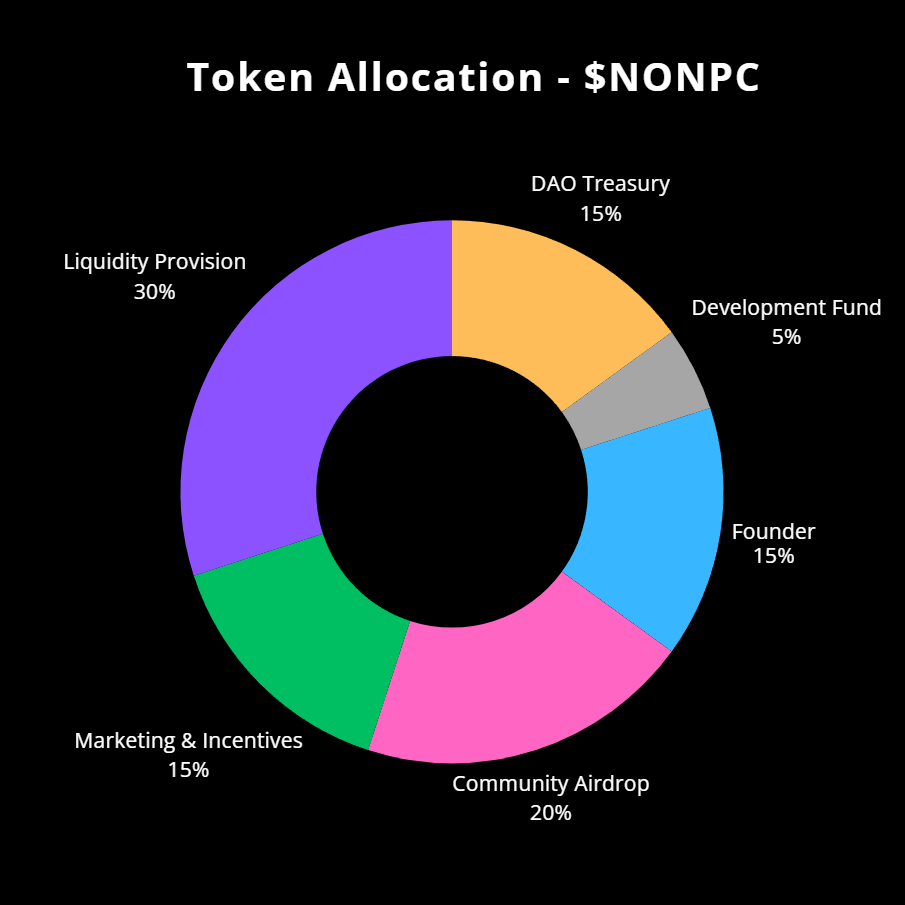 Token Allocation - $NONPC
DAO Treasury
15%
Liquidity Provision
30%
Development Fund
5%
Founder
15%
Marketing & Incentives
15%
Community Airdrop
20%